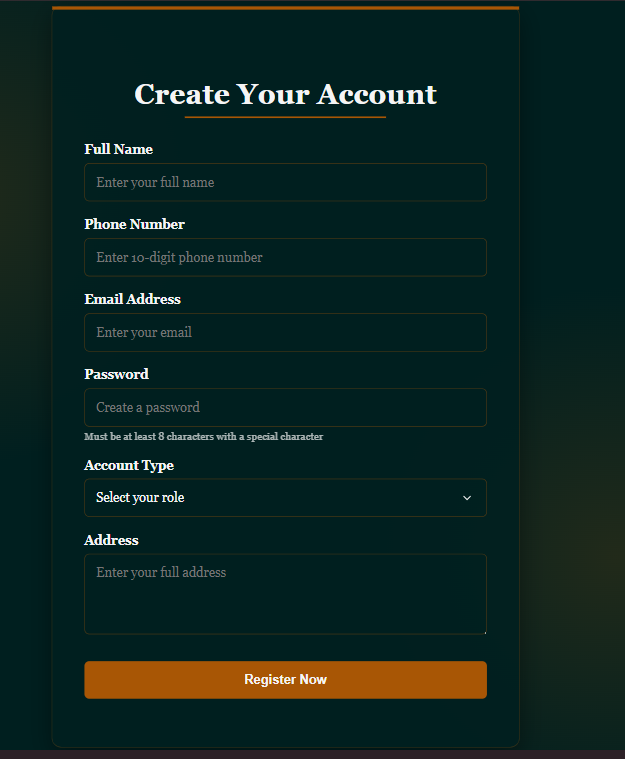 Create Your Account
Full Name
Enter your full name
Phone Number
Enter 10-digit phone number
Email Address
Enter your email
Password
Create a password
Must be at least 8 characters with a special character
Account Type
Select your role
Address
Enter your full address
Register Now